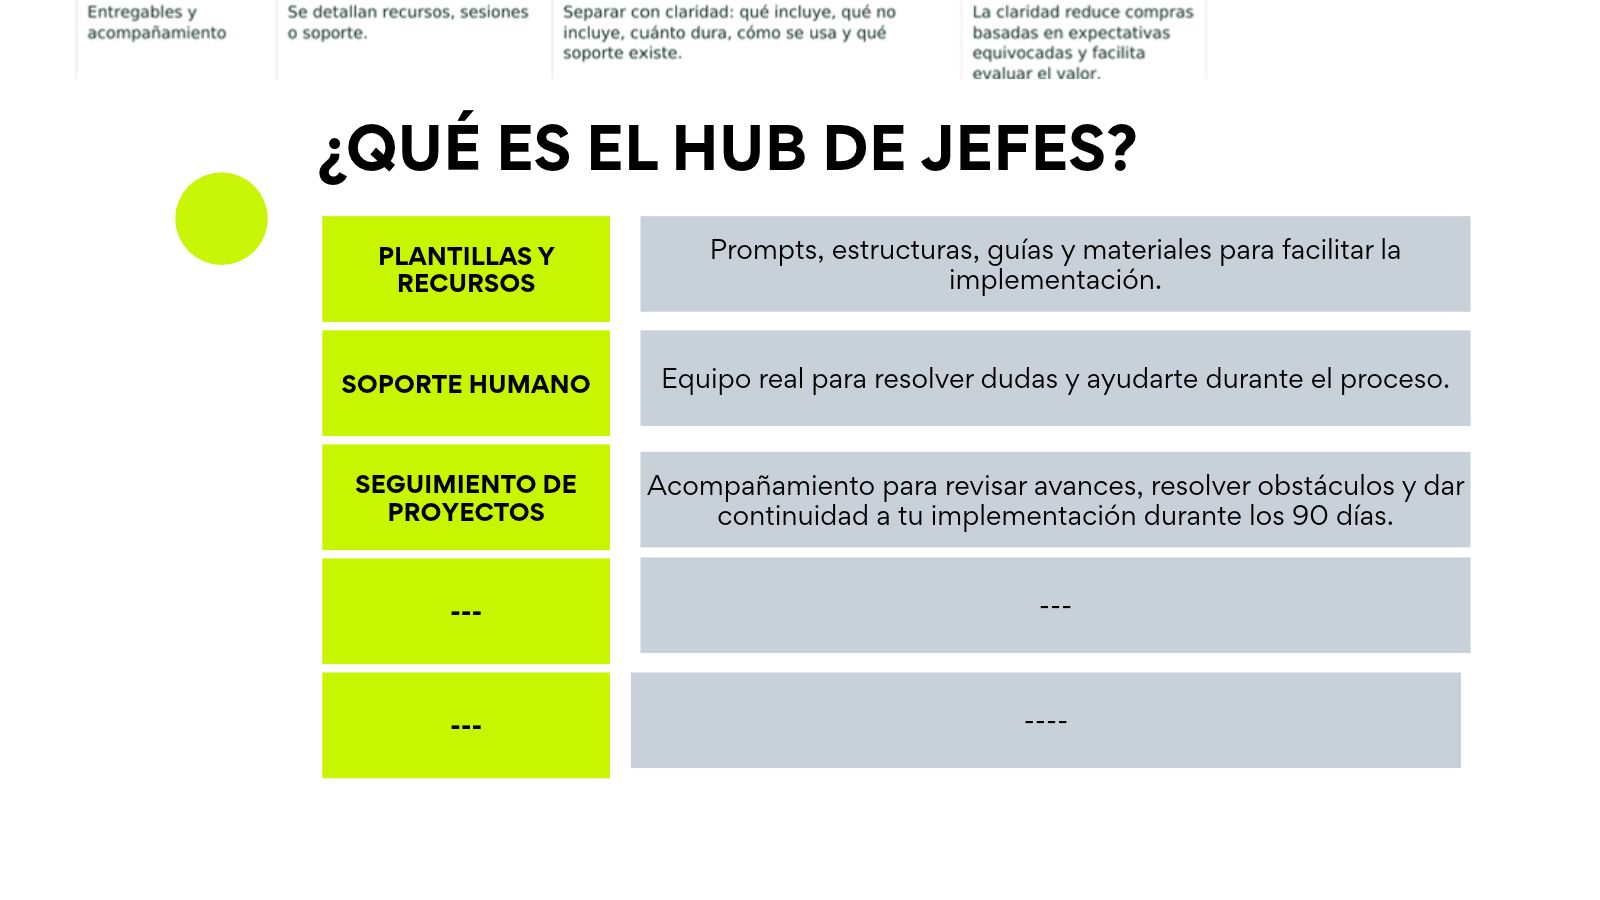 Entregables y
acompañamiento
Se detallan recursos, sesiones
o soporte.
Separar con claridad: qué incluye, qué no
incluye, cuánto dura, cómo se usa y qué
soporte existe.
La claridad reduce compras
basadas en expectativas
equivocadas y facilita
evaluar el valor.
¿QUÉ ES EL HUB DE JEFES?
PLANTILLAS Y
RECURSOS
Prompts, estructuras, guías y materiales para facilitar la
implementación.
SOPORTE HUMANO
Equipo real para resolver dudas y ayudarte durante el proceso.
SEGUIMIENTO DE
PROYECTOS
Acompañamiento para revisar avances, resolver obstáculos y dar
continuidad a tu implementación durante los 90 días.
---
---
---
----